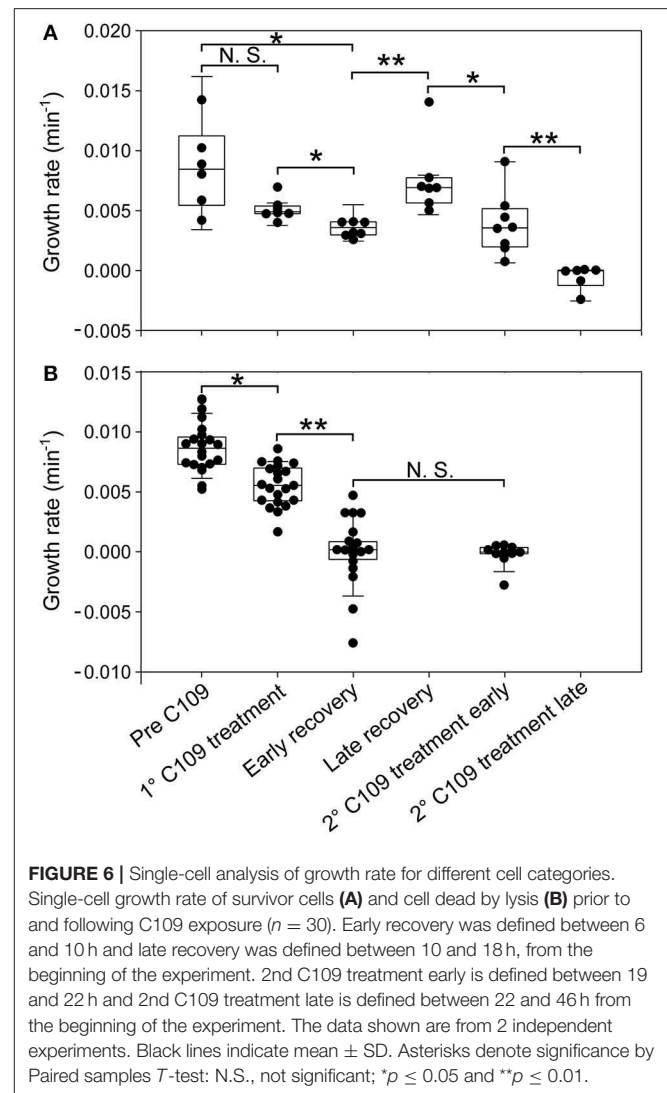 A
0.020
0.015
0.010
0.005
0.000
-0.005
Growth rate (min-1)
*
N. S.
**
*
*
**
B
0.015
0.010
0.005
0.000
-0.005
-0.010
Growth rate (min-1)
*
**
N. S.
Pre C109
1° C109 treatment
Early recovery
Late recovery
2° C109 treatment early
2° C109 treatment late
FIGURE 6 | Single-cell analysis of growth rate for different cell categories.
Single-cell growth rate of survivor cells (A) and cell dead by lysis (B) prior to
and following C109 exposure (n = 30). Early recovery was defined between 6
and 10 h and late recovery was defined between 10 and 18 h, from the
beginning of the experiment. 2nd C109 treatment early is defined between 19
and 22 h and 2nd C109 treatment late is defined between 22 and 46 h from
the beginning of the experiment. The data shown are from 2 independent
experiments. Black lines indicate mean ± SD. Asterisks denote significance by
Paired samples T-test: N.S., not significant; *p ≤ 0.05 and **p ≤ 0.01.